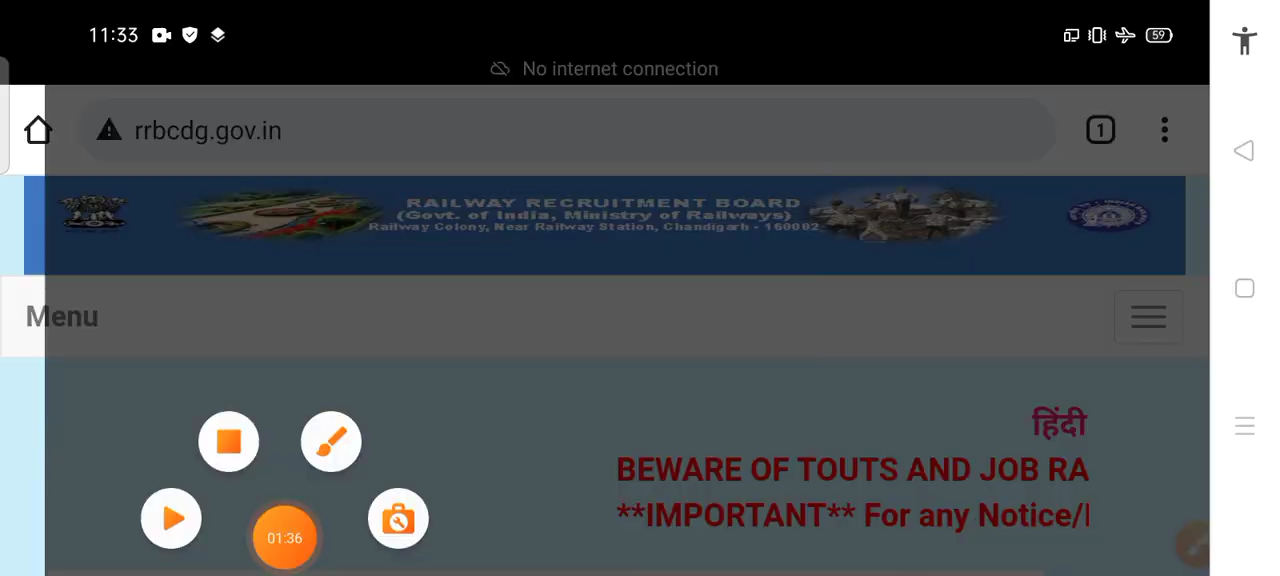 11:33
59
No internet connection
rrbcdg.gov.in
1
RAILWAY RECRUITMENT BOARD
(Govt. of India, Ministry of Railways)
Railway Colony, Near Railway Station, Chandigarh - 160002
Menu
हिंदी
BEWARE OF TOUTS AND JOB RA
**IMPORTANT** For any Notice/
01:36